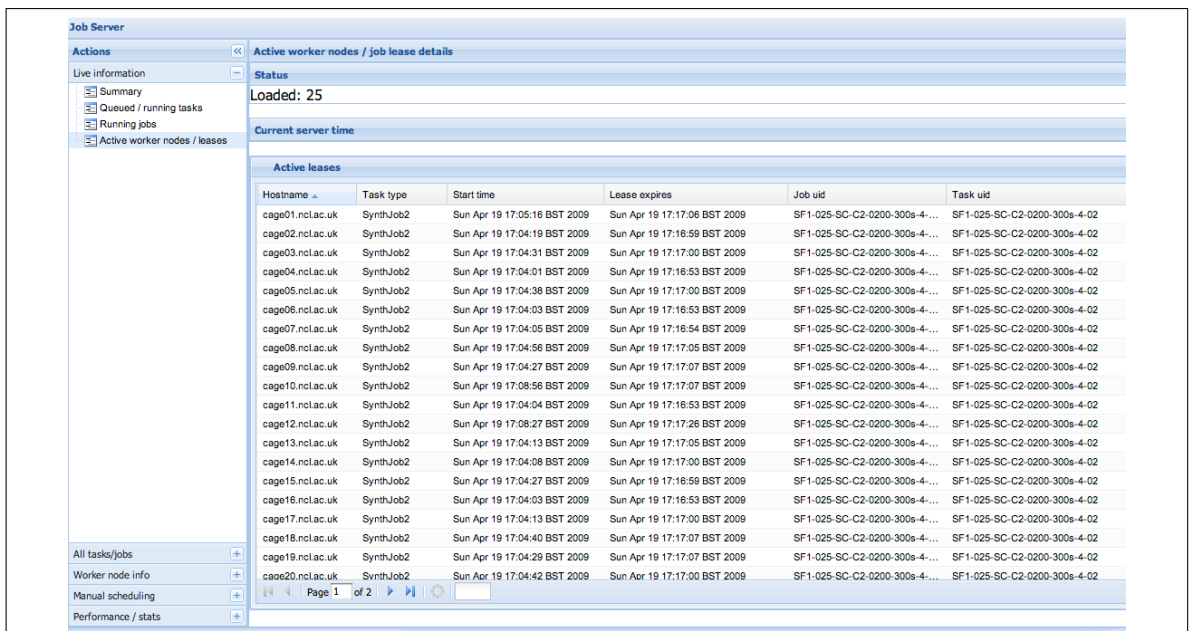 Job Server
Actions
Live information
Summary
Queued / running tasks
Running jobs
Active worker nodes / leases
All tasks/jobs
Worker node info
Manual scheduling
Performance / stats
Active worker nodes / job lease details
Status
Loaded: 25
Current server time
Active leases
Hostname Task type Start time Lease expires Job uid Task uid
cage01.ncl.ac.uk SynthJob2 Sun Apr 19 17:05:16 BST 2009 Sun Apr 19 17:17:06 BST 2009 SF1-025-SC-C2-0200-300s-4-... SF1-025-SC-C2-0200-300s-4-02
cage02.ncl.ac.uk SynthJob2 Sun Apr 19 17:04:19 BST 2009 Sun Apr 19 17:16:59 BST 2009 SF1-025-SC-C2-0200-300s-4-... SF1-025-SC-C2-0200-300s-4-02
cage03.ncl.ac.uk SynthJob2 Sun Apr 19 17:04:31 BST 2009 Sun Apr 19 17:17:00 BST 2009 SF1-025-SC-C2-0200-300s-4-... SF1-025-SC-C2-0200-300s-4-02
cage04.ncl.ac.uk SynthJob2 Sun Apr 19 17:04:01 BST 2009 Sun Apr 19 17:16:53 BST 2009 SF1-025-SC-C2-0200-300s-4-... SF1-025-SC-C2-0200-300s-4-02
cage05.ncl.ac.uk SynthJob2 Sun Apr 19 17:04:38 BST 2009 Sun Apr 19 17:17:00 BST 2009 SF1-025-SC-C2-0200-300s-4-... SF1-025-SC-C2-0200-300s-4-02
cage06.ncl.ac.uk SynthJob2 Sun Apr 19 17:04:03 BST 2009 Sun Apr 19 17:16:53 BST 2009 SF1-025-SC-C2-0200-300s-4-... SF1-025-SC-C2-0200-300s-4-02
cage07.ncl.ac.uk SynthJob2 Sun Apr 19 17:04:05 BST 2009 Sun Apr 19 17:16:54 BST 2009 SF1-025-SC-C2-0200-300s-4-... SF1-025-SC-C2-0200-300s-4-02
cage08.ncl.ac.uk SynthJob2 Sun Apr 19 17:04:56 BST 2009 Sun Apr 19 17:17:05 BST 2009 SF1-025-SC-C2-0200-300s-4-... SF1-025-SC-C2-0200-300s-4-02
cage09.ncl.ac.uk SynthJob2 Sun Apr 19 17:04:27 BST 2009 Sun Apr 19 17:17:07 BST 2009 SF1-025-SC-C2-0200-300s-4-... SF1-025-SC-C2-0200-300s-4-02
cage10.ncl.ac.uk SynthJob2 Sun Apr 19 17:08:56 BST 2009 Sun Apr 19 17:17:07 BST 2009 SF1-025-SC-C2-0200-300s-4-... SF1-025-SC-C2-0200-300s-4-02
cage11.ncl.ac.uk SynthJob2 Sun Apr 19 17:04:04 BST 2009 Sun Apr 19 17:16:53 BST 2009 SF1-025-SC-C2-0200-300s-4-... SF1-025-SC-C2-0200-300s-4-02
cage12.ncl.ac.uk SynthJob2 Sun Apr 19 17:08:27 BST 2009 Sun Apr 19 17:17:26 BST 2009 SF1-025-SC-C2-0200-300s-4-... SF1-025-SC-C2-0200-300s-4-02
cage13.ncl.ac.uk SynthJob2 Sun Apr 19 17:04:13 BST 2009 Sun Apr 19 17:17:05 BST 2009 SF1-025-SC-C2-0200-300s-4-... SF1-025-SC-C2-0200-300s-4-02
cage14.ncl.ac.uk SynthJob2 Sun Apr 19 17:04:08 BST 2009 Sun Apr 19 17:17:00 BST 2009 SF1-025-SC-C2-0200-300s-4-... SF1-025-SC-C2-0200-300s-4-02
cage15.ncl.ac.uk SynthJob2 Sun Apr 19 17:04:27 BST 2009 Sun Apr 19 17:16:59 BST 2009 SF1-025-SC-C2-0200-300s-4-... SF1-025-SC-C2-0200-300s-4-02
cage16.ncl.ac.uk SynthJob2 Sun Apr 19 17:04:03 BST 2009 Sun Apr 19 17:16:53 BST 2009 SF1-025-SC-C2-0200-300s-4-... SF1-025-SC-C2-0200-300s-4-02
cage17.ncl.ac.uk SynthJob2 Sun Apr 19 17:04:13 BST 2009 Sun Apr 19 17:17:00 BST 2009 SF1-025-SC-C2-0200-300s-4-... SF1-025-SC-C2-0200-300s-4-02
cage18.ncl.ac.uk SynthJob2 Sun Apr 19 17:04:40 BST 2009 Sun Apr 19 17:17:07 BST 2009 SF1-025-SC-C2-0200-300s-4-... SF1-025-SC-C2-0200-300s-4-02
cage19.ncl.ac.uk SynthJob2 Sun Apr 19 17:04:29 BST 2009 Sun Apr 19 17:17:07 BST 2009 SF1-025-SC-C2-0200-300s-4-... SF1-025-SC-C2-0200-300s-4-02
cage20.ncl.ac.uk SynthJob2 Sun Apr 19 17:04:42 BST 2009 Sun Apr 19 17:17:00 BST 2009 SF1-025-SC-C2-0200-300s-4-... SF1-025-SC-C2-0200-300s-4-02
Page 1 of 2